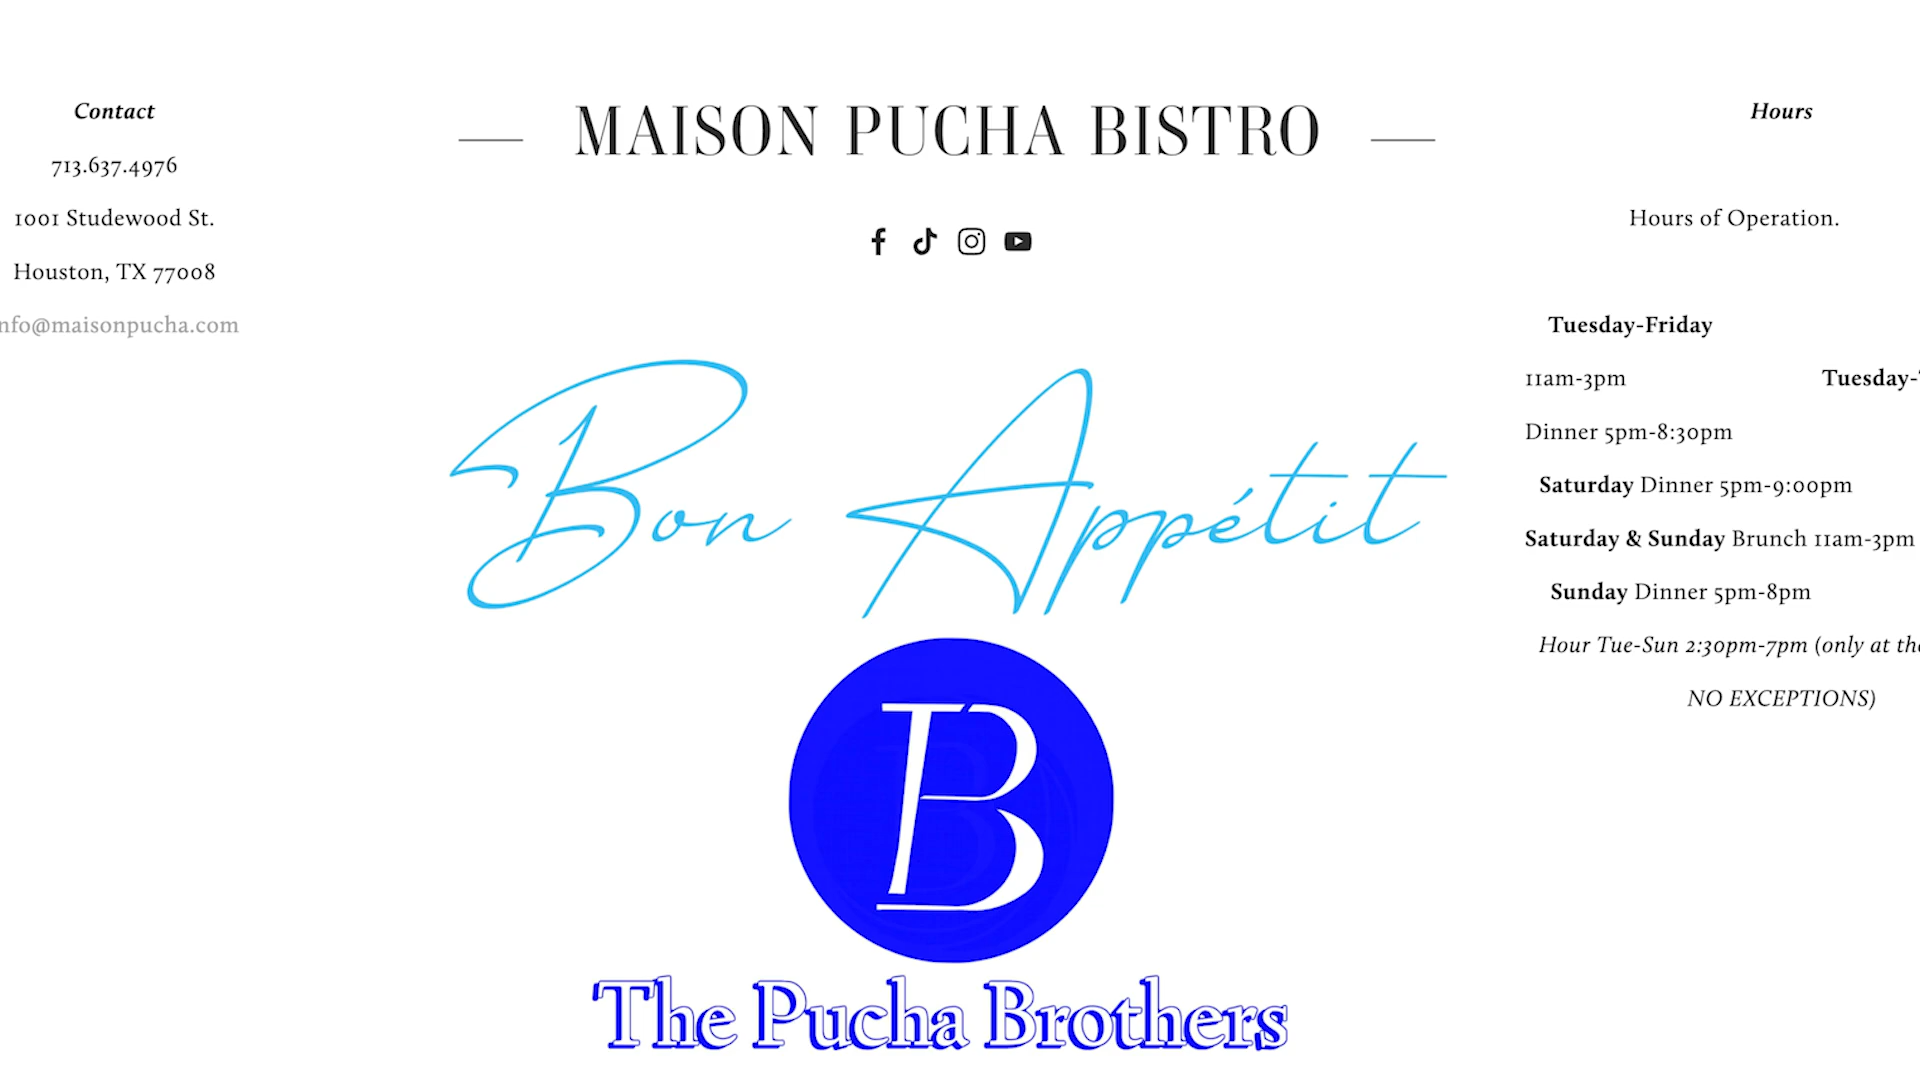 Contact
713.637.4976
1001 Studewood St.
Houston, TX 77008
nfo@maisonpucha.com
MAISON PUCHA BISTRO
Bon Appétit
B
The Pucha Brothers
Hours
Hours of Operation.
Tuesday-Friday
11am-3pm Tuesday-
Dinner 5pm-8:30pm
Saturday Dinner 5pm-9:00pm
Saturday & Sunday Brunch 11am-3pm
Sunday Dinner 5pm-8pm
Hour Tue-Sun 2:30pm-7pm (only at the
NO EXCEPTIONS)